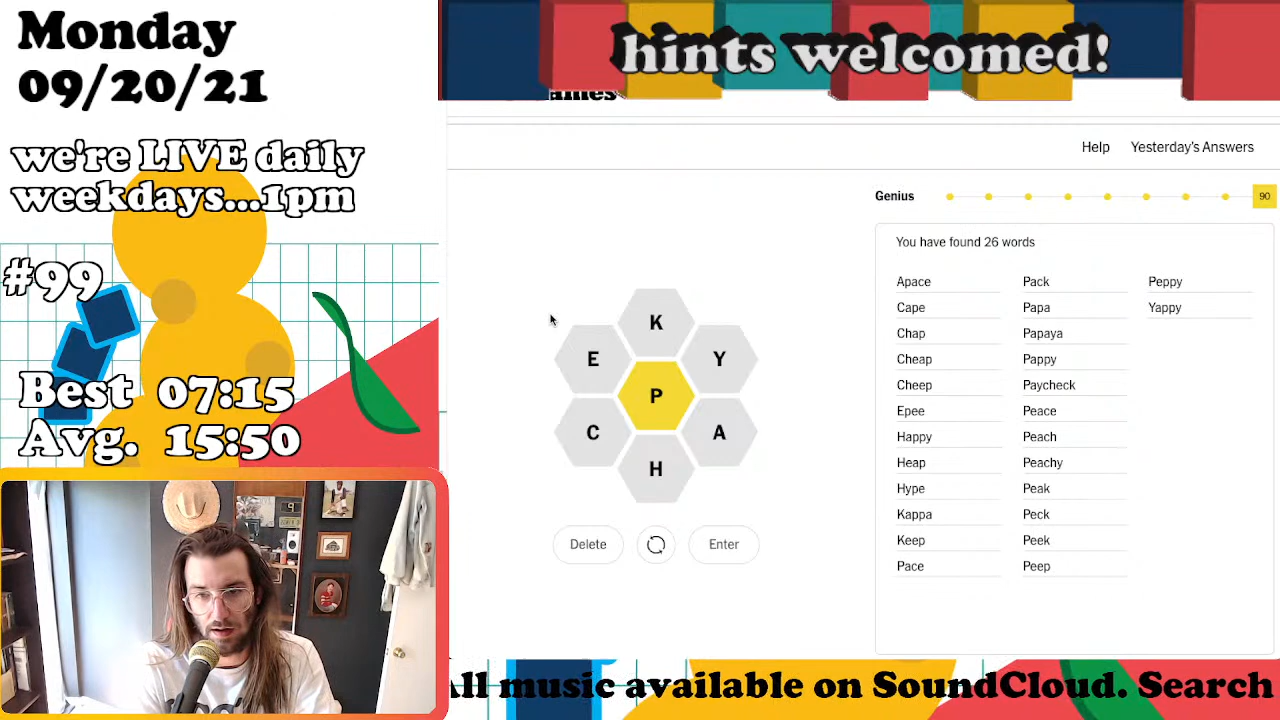 Monday
09/20/21
we're LIVE daily
weekdays...1pm
#99
Best 07:15
Avg. 15:50
hints welcomed!
Help Yesterday's Answers
Genius 90
You have found 26 words
Apace
Cape
Chap
Cheap
Cheep
Epee
Happy
Heap
Hype
Kappa
Keep
Pace
Pack
Papa
Papaya
Pappy
Paycheck
Peace
Peach
Peachy
Peak
Peck
Peek
Peep
Peppy
Yappy
K
E Y
P
C A
H
Delete Enter
All music available on SoundCloud. Search